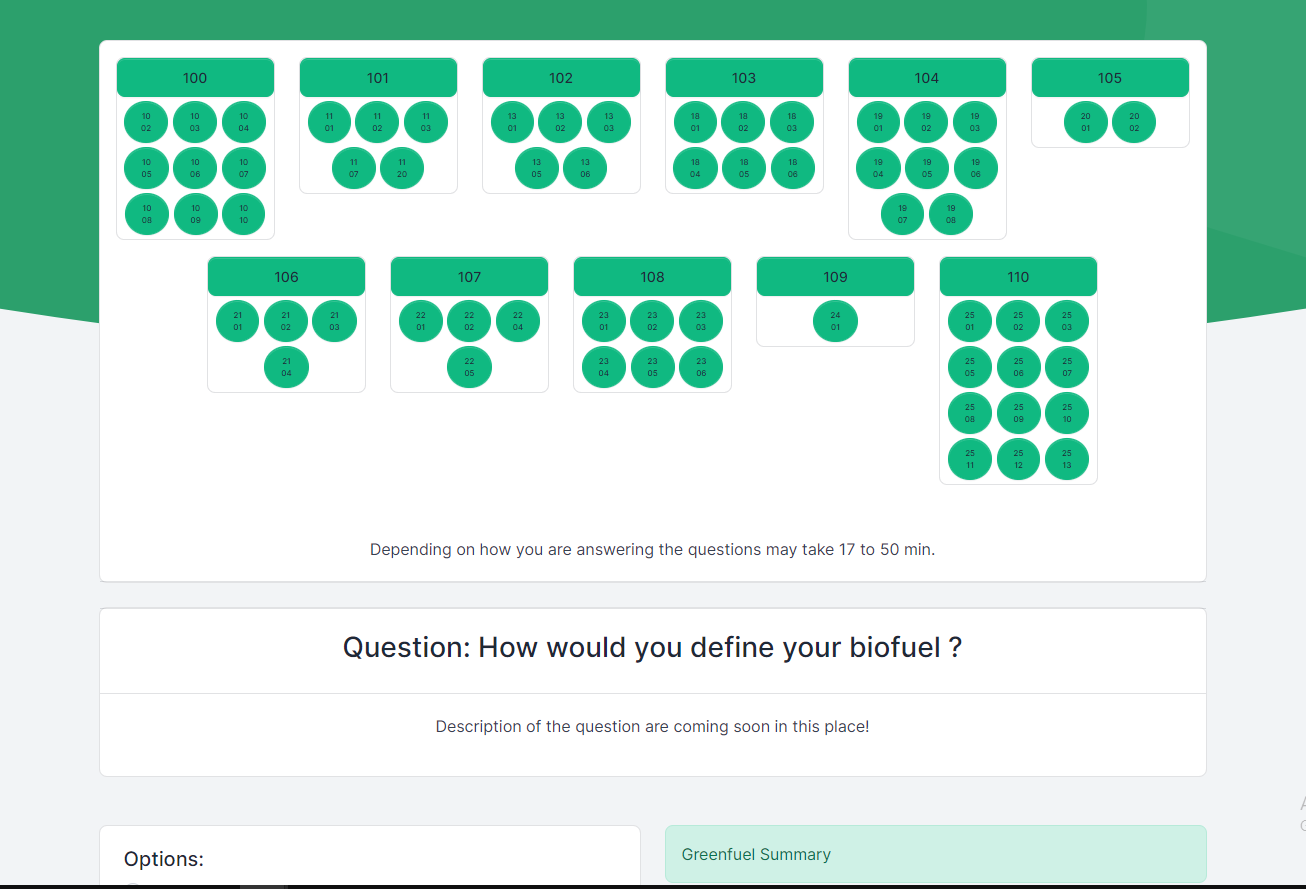 100 101 102 103 104 105
10 10 10 11 11 11 13 13 13 18 18 18 19 19 19 20 20
02 03 04 01 02 03 01 02 03 01 02 03 01 02 03 01 02
10 10 10 11 11 13 13 18 18 18 19 19 19
05 06 07 07 20 05 06 04 05 06 04 05 06
10 10 10 19 19
08 09 10 07 08
106 107 108 109 110
21 21 21 22 22 22 23 23 23 24 25 25 25
01 02 03 01 02 04 01 02 03 01 01 02 03
21 22 23 23 23 25 25 25
04 05 04 05 06 05 06 07
25 25 25
08 09 10
25 25 25
11 12 13
Depending on how you are answering the questions may take 17 to 50 min.
Question: How would you define your biofuel ?
Description of the question are coming soon in this place!
Options:
Greenfuel Summary